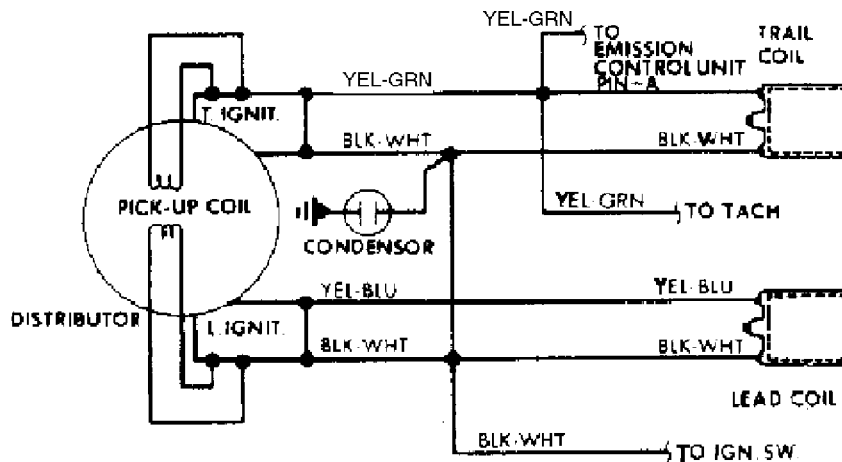 YEL-GRN
TO
EMISSION
CONTROL UNIT
PIN-A
TRAIL
COIL
YEL-GRN
T. IGNIT.
BLK-WHT
BLK-WHT
PICK-UP COIL
YEL-GRN
TO TACH
CONDENSOR
YEL-BLU
YEL-BLU
DISTRIBUTOR
L. IGNIT.
BLK-WHT
BLK-WHT
LEAD COIL
BLK-WHT
TO IGN. SW.